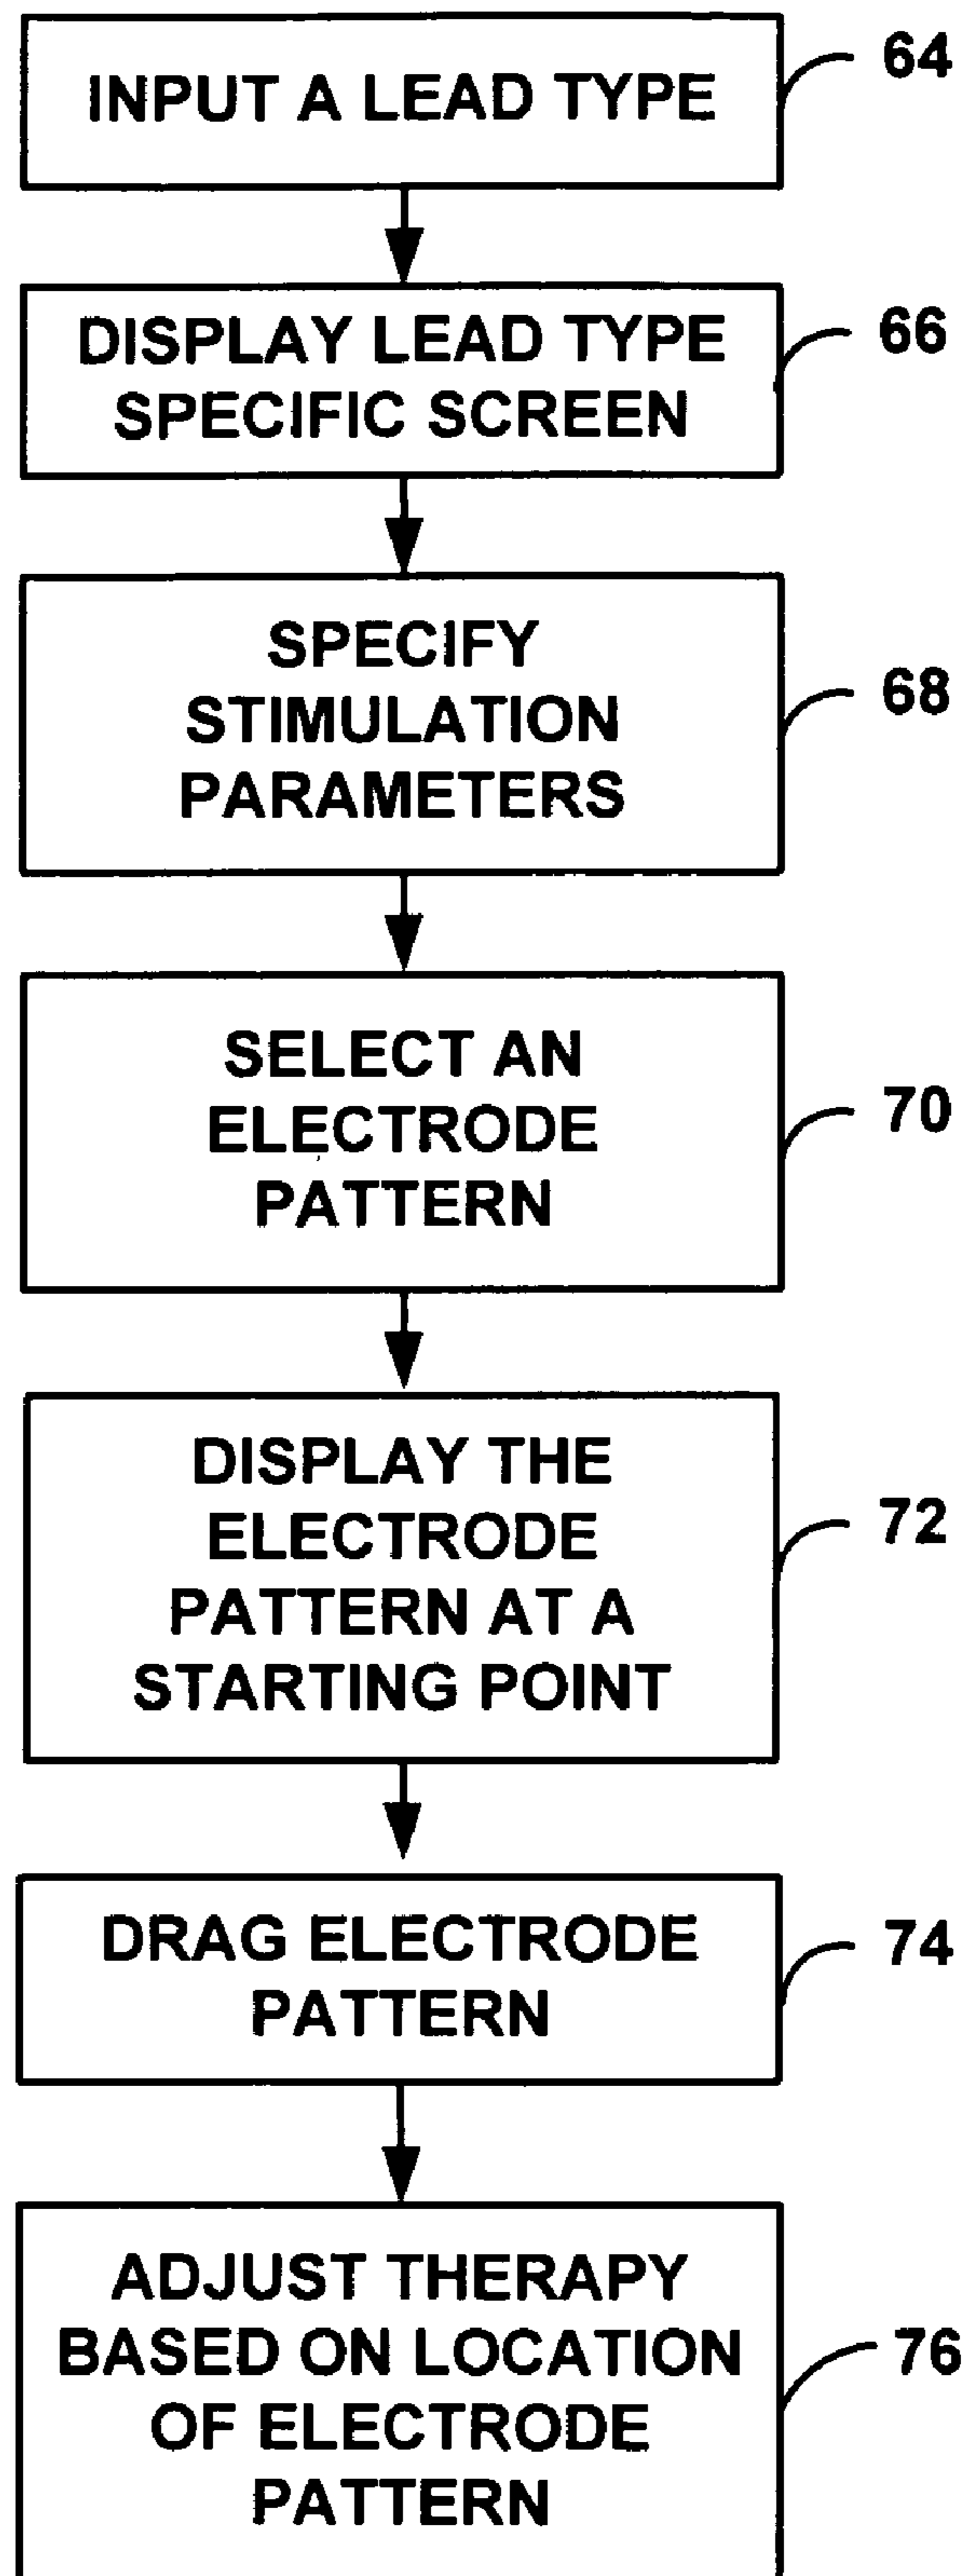 INPUT A LEAD TYPE
64
DISPLAY LEAD TYPE
SPECIFIC SCREEN
66
SPECIFY
STIMULATION
PARAMETERS
68
SELECT AN
ELECTRODE
PATTERN
70
DISPLAY THE
ELECTRODE
PATTERN AT A
STARTING POINT
72
DRAG ELECTRODE
PATTERN
74
ADJUST THERAPY
BASED ON LOCATION
OF ELECTRODE
PATTERN
76